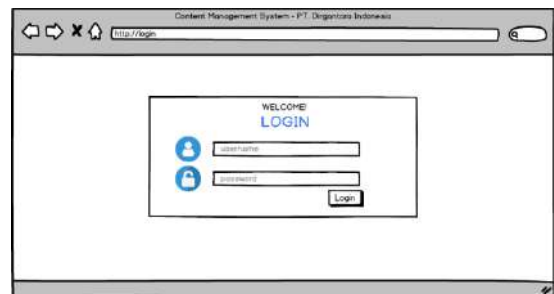 Content Management System - PT. Dirgantara Indonesia
http://login
WELCOME!
LOGIN
username
password
Login